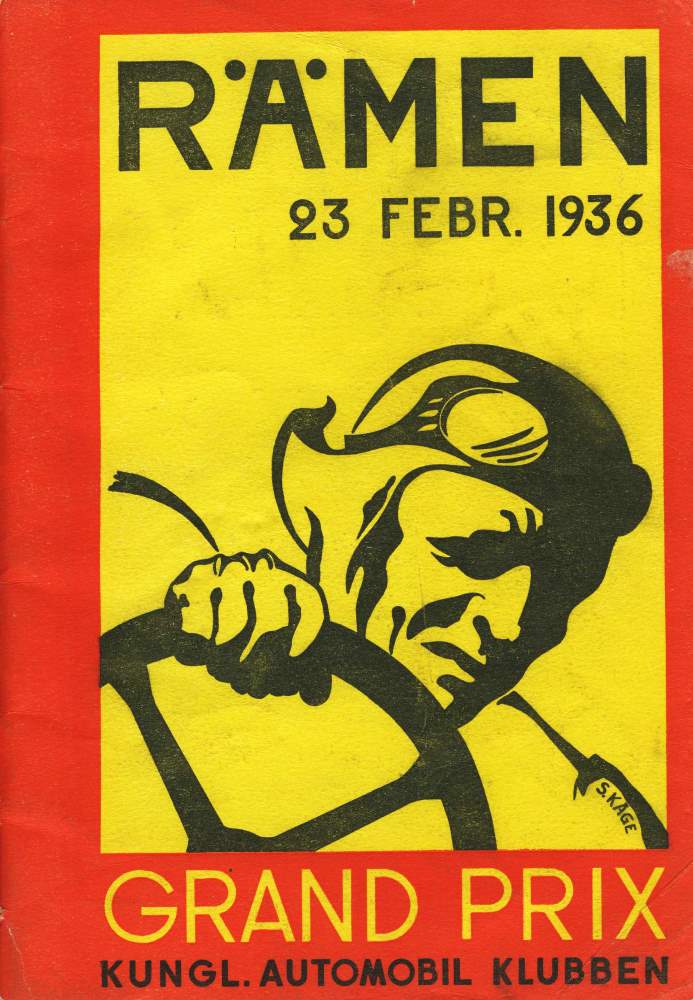 RÄMEN
23 FEBR. 1936
S. KÅGE
GRAND PRIX
KUNGL. AUTOMOBIL KLUBBEN